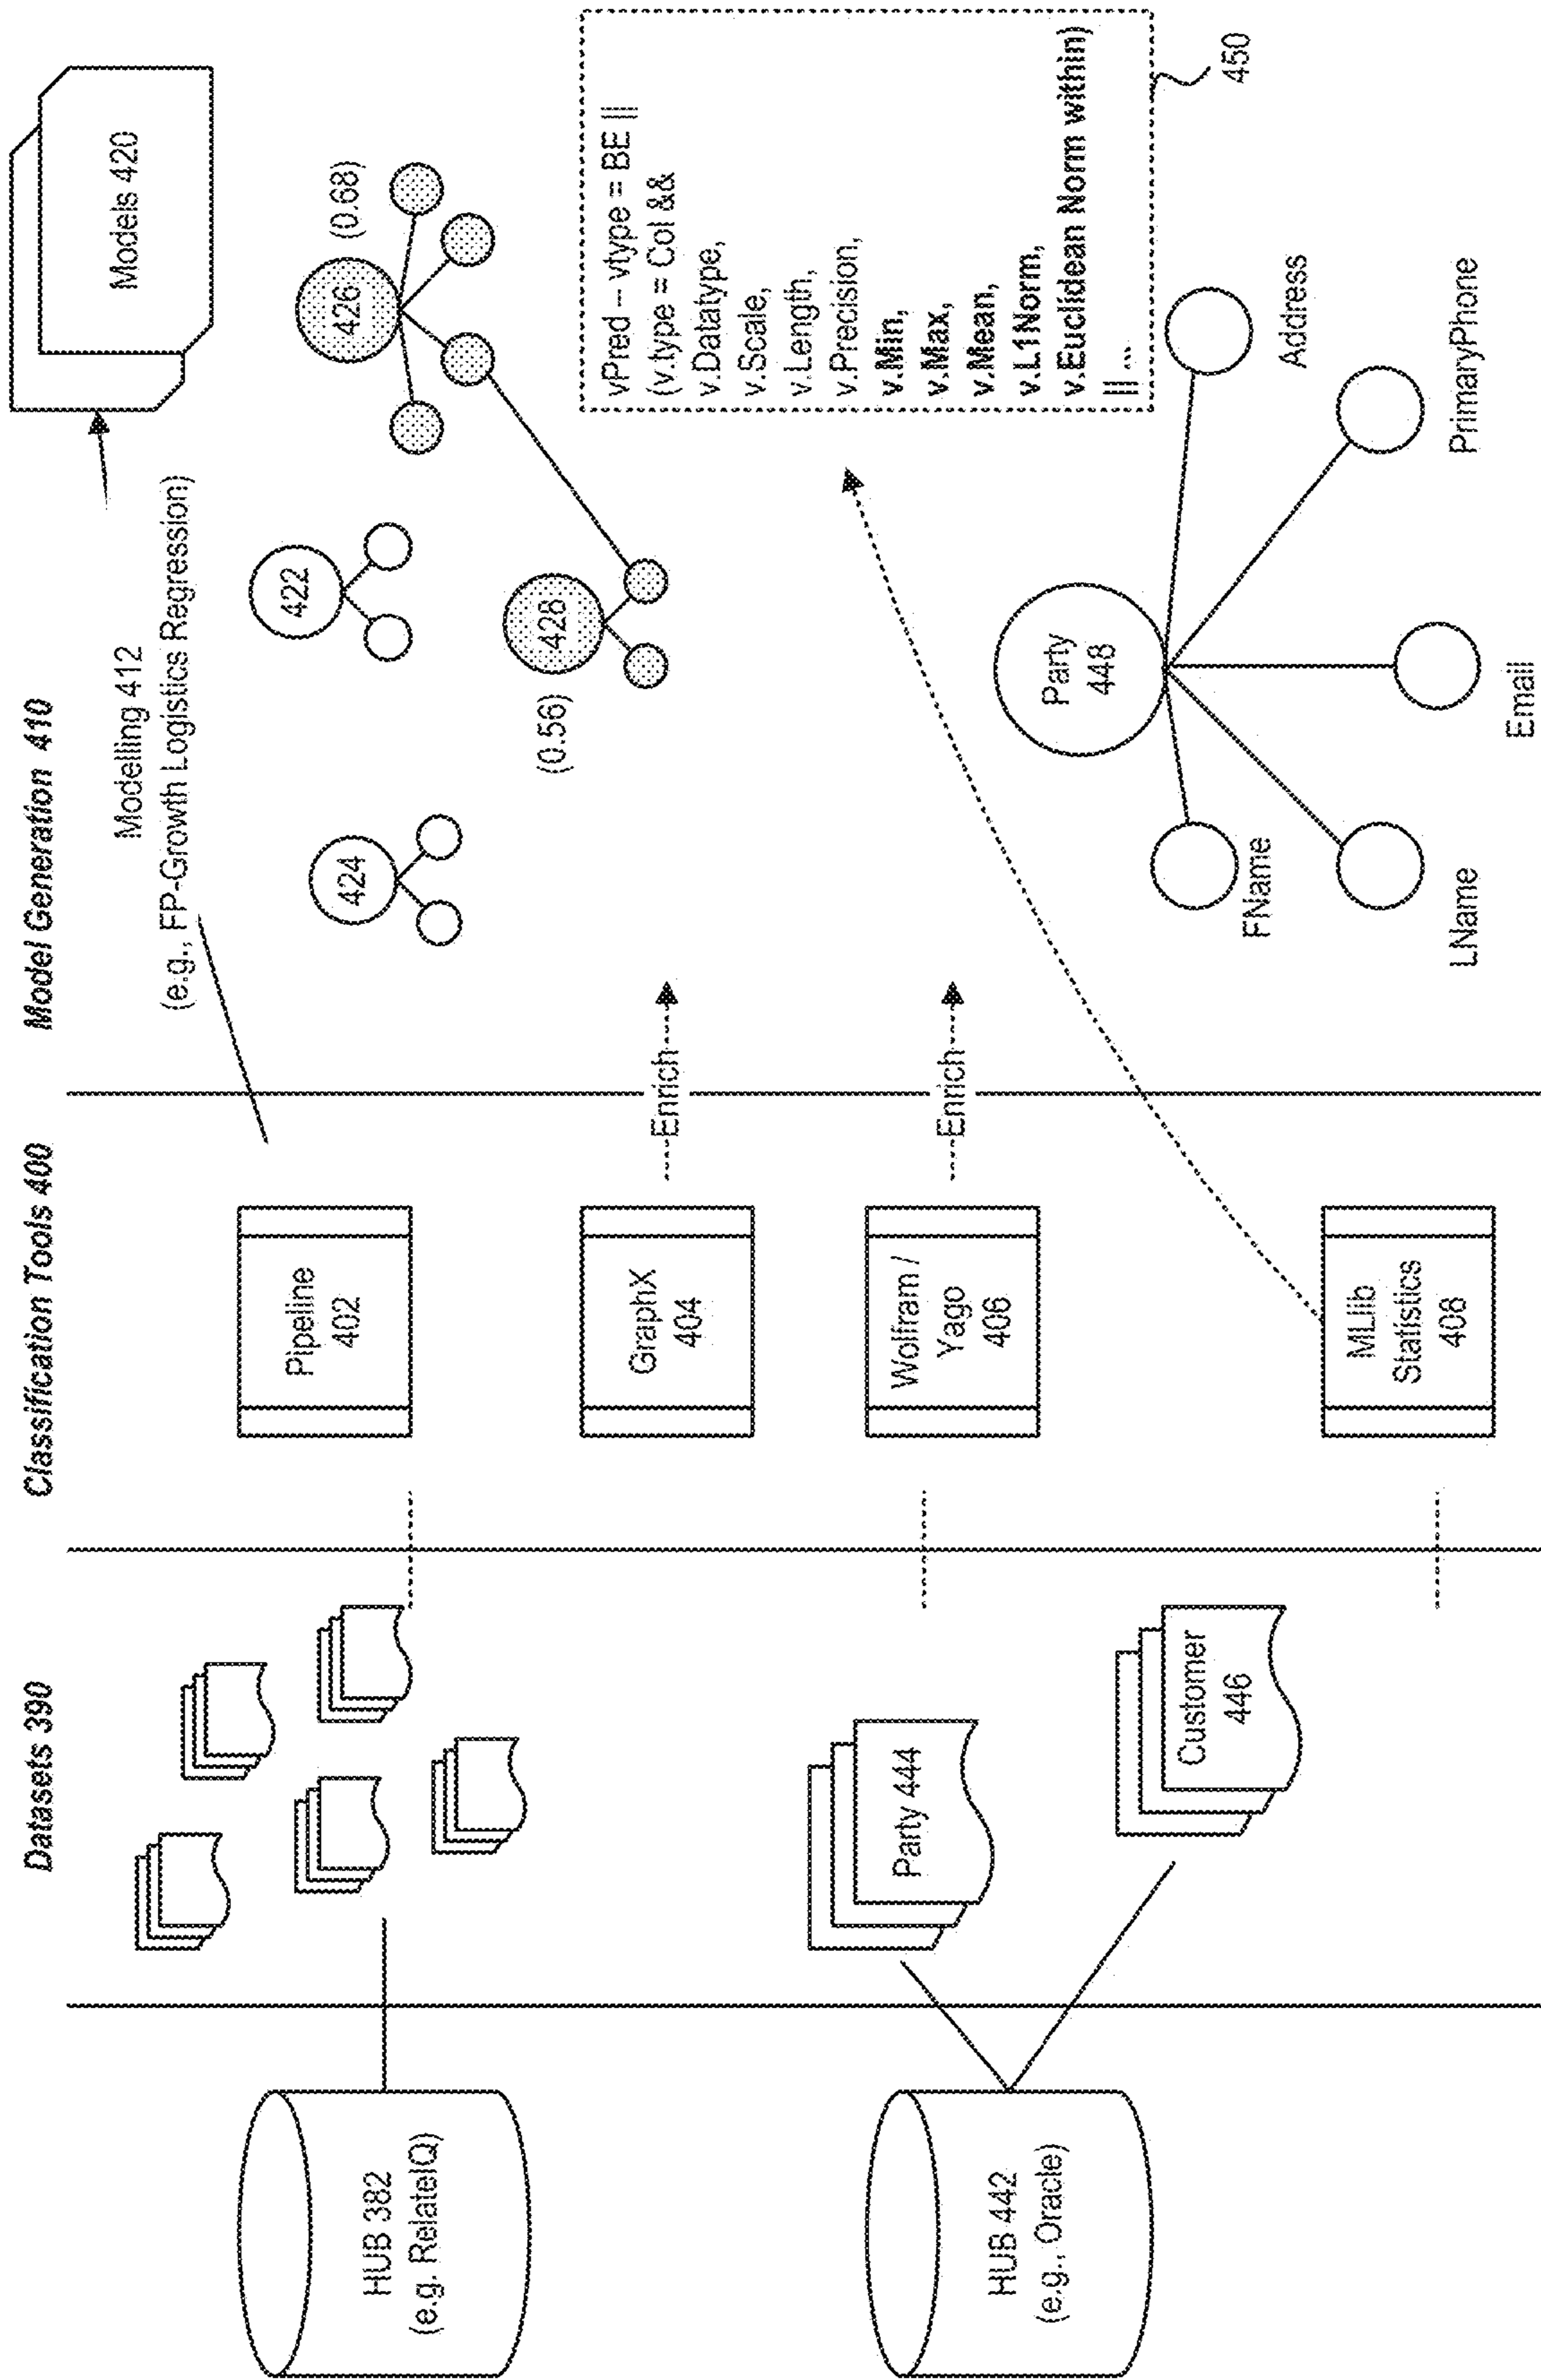 Datasets 390
Classification Tools 400
Model Generation 410
HUB 382
(e.g. RelateIQ)
HUB 442
(e.g., Oracle)
Party 444
Customer
446
Pipeline
402
GraphX
404
Wolfram /
Yago
406
MLlib
Statistics
408
Enrich
Enrich
Modelling 412
(e.g., FP-Growth Logistics Regression)
Models 420
424
422
426
(0.68)
428
(0.56)
vPred – vtype = BE ||
(v.type = Col &&
v.Datatype,
v.Scale,
v.Length,
v.Precision,
v.Min,
v.Max,
v.Mean,
v.L1Norm,
v.Euclidean Norm within)
|| ...
450
Party
448
FName
LName
Email
PrimaryPhone
Address